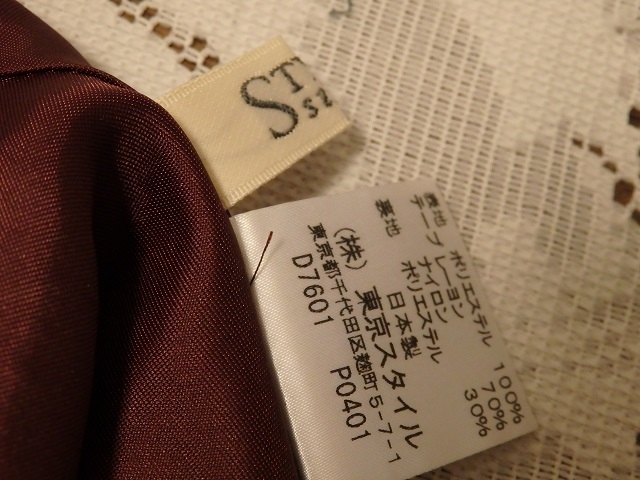 ST
表地 ポリエステル 100%
テープ レーヨン 70%
ナイロン 30%
裏地 ポリエステル
日本製
(株) 東京スタイル
東京都千代田区麹町5-7-1
D7601 P0401